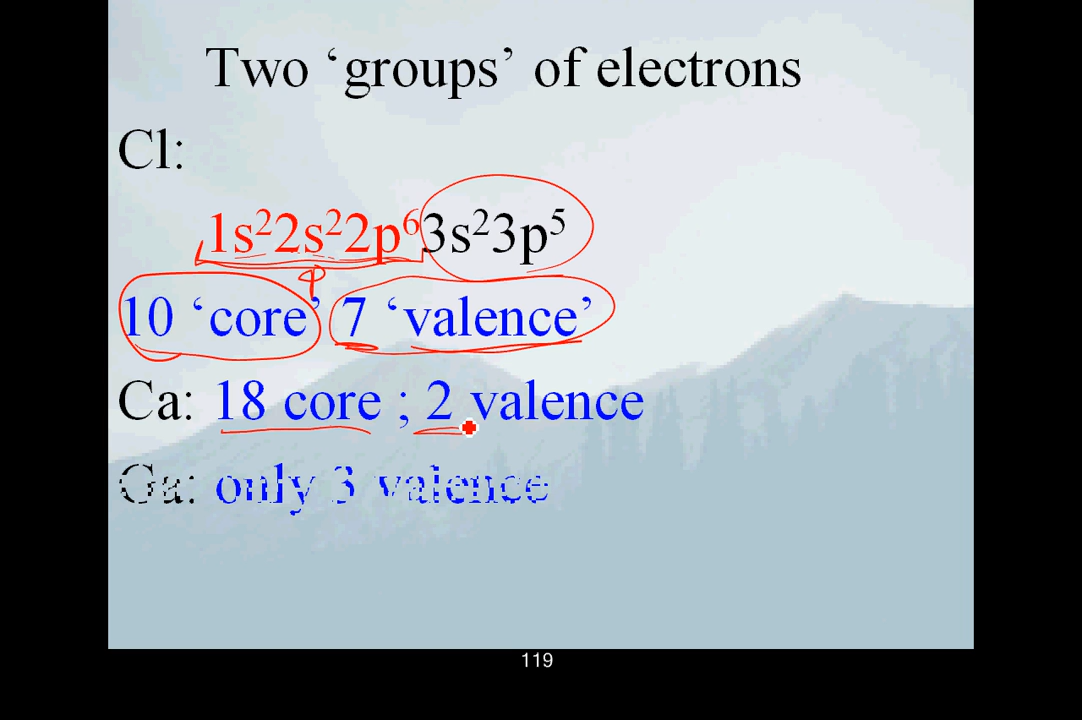 Two ‘groups’ of electrons
Cl:
1s²2s²2p⁶3s²3p⁵
10 ‘core’ 7 ‘valence’
Ca: 18 core ; 2 valence
Ga: only 3 valence
119